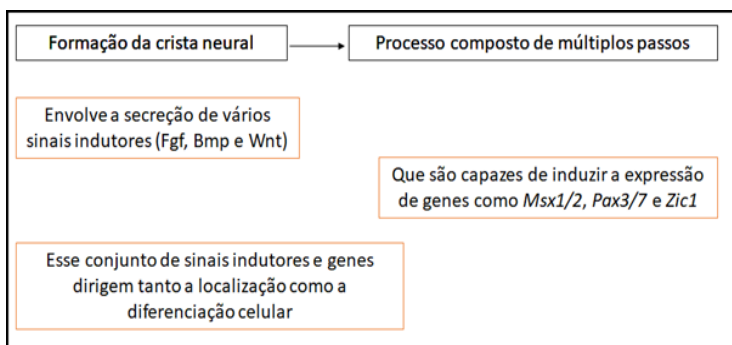 Formação da crista neural
Processo composto de múltiplos passos
Envolve a secreção de vários
sinais indutores (Fgf, Bmp e Wnt)
Que são capazes de induzir a expressão
de genes como Msx1/2, Pax3/7 e Zic1
Esse conjunto de sinais indutores e genes
dirigem tanto a localização como a
diferenciação celular